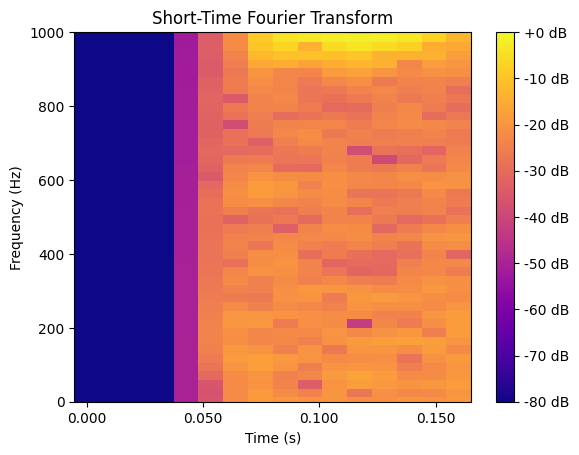 Short-Time Fourier Transform
1000
800
600
400
200
0
Frequency (Hz)
0.000
0.050
0.100
0.150
Time (s)
+0 dB
-10 dB
-20 dB
-30 dB
-40 dB
-50 dB
-60 dB
-70 dB
-80 dB